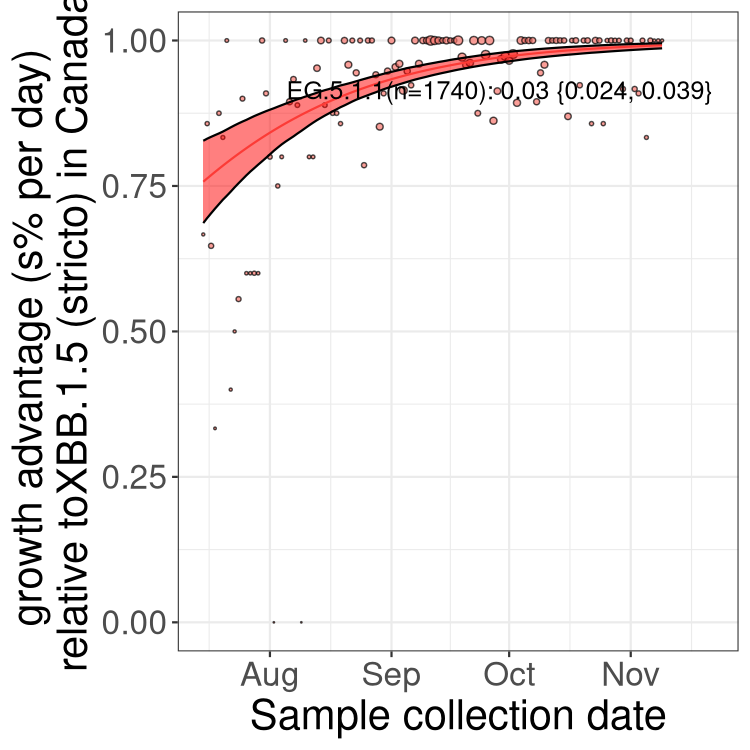 growth advantage (s% per day)
relative toXBB.1.5 (stricto) in Canada
1.00
0.75
0.50
0.25
0.00
EG.5.1.1(n=1740): 0.03 {0.024, 0.039}
Aug Sep Oct Nov
Sample collection date